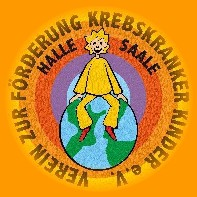 VEREIN ZUR FÖRDERUNG KREBSKRANKER KINDER e.V.
HALLE SAALE